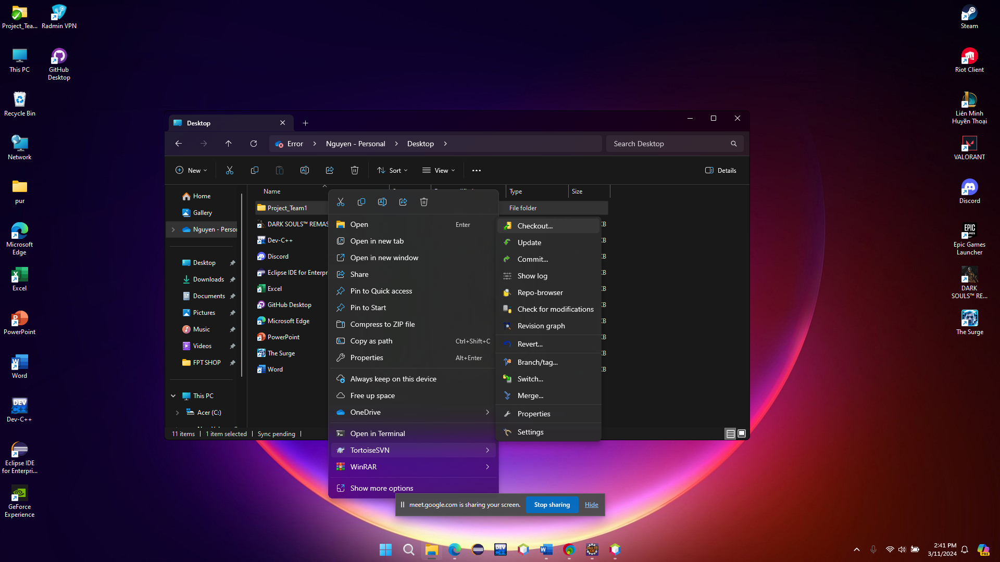 Project_Tea...
Radmin VPN
This PC
GitHub
Desktop
Recycle Bin
Network
pur
Microsoft
Edge
Excel
PowerPoint
Word
Dev-C++
Eclipse IDE
for Enterpri...
GeForce
Experience
Steam
Riot Client
Liên Minh
Huyền Thoại
VALORANT
Discord
Epic Games
Launcher
DARK
SOULS™ RE...
The Surge
Desktop
Error > Nguyen - Personal > Desktop >
Search Desktop
New
Sort
View
Details
Home
Gallery
Nguyen - Person
Desktop
Downloads
Documents
Pictures
Music
Videos
FPT SHOP
This PC
Acer (C:)
Name
Type
Size
Project_Team1
File folder
DARK SOULS™ REMAS
Dev-C++
Discord
Eclipse IDE for Enterpr
Excel
GitHub Desktop
Microsoft Edge
PowerPoint
The Surge
Word
11 items
1 item selected
Sync pending
Open Enter
Open in new tab
Open in new window
Share
Pin to Quick access
Pin to Start
Compress to ZIP file
Copy as path Ctrl+Shift+C
Properties Alt+Enter
Always keep on this device
Free up space
OneDrive
Open in Terminal
TortoiseSVN
WinRAR
Show more options
Checkout...
Update
Commit...
Show log
Repo-browser
Check for modifications
Revision graph
Revert...
Branch/tag...
Switch...
Merge...
Properties
Settings
meet.google.com is sharing your screen.
Stop sharing
Hide
2:41 PM
3/11/2024